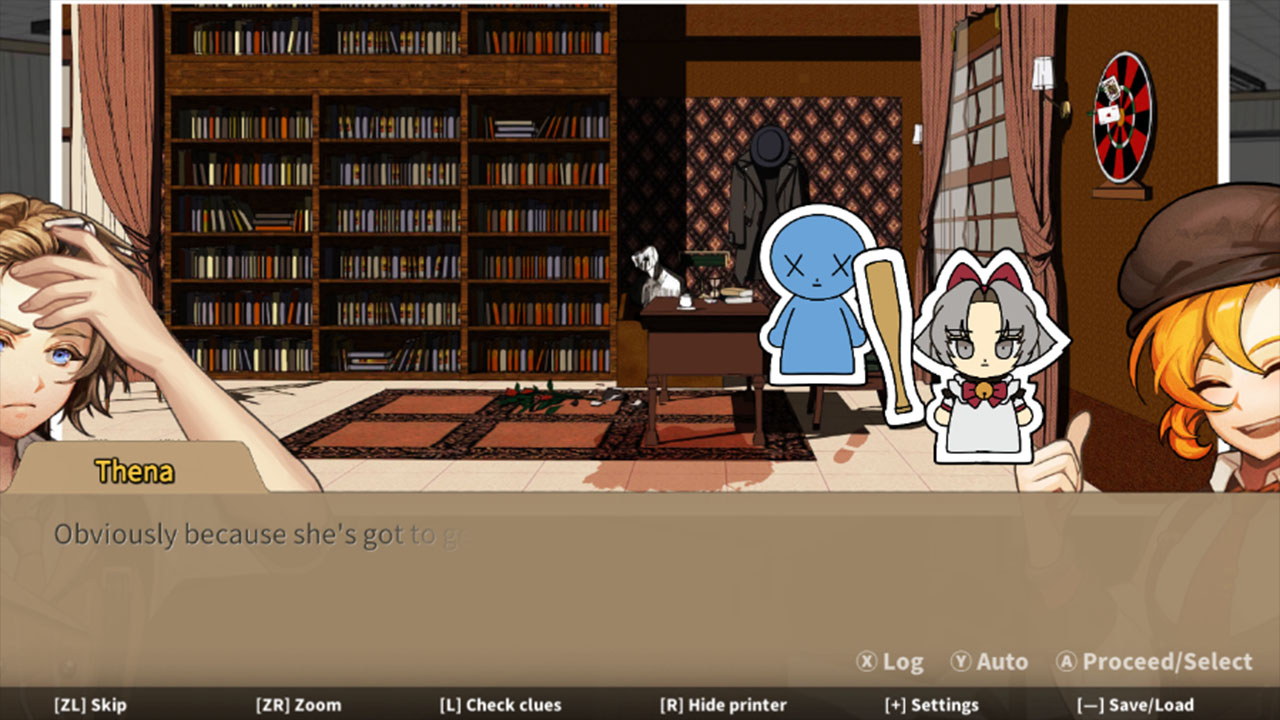 Thena
Obviously because she's got to
Ⓧ Log Ⓨ Auto Ⓐ Proceed/Select
[ZL] Skip [ZR] Zoom [L] Check clues [R] Hide printer [+] Settings [—] Save/Load